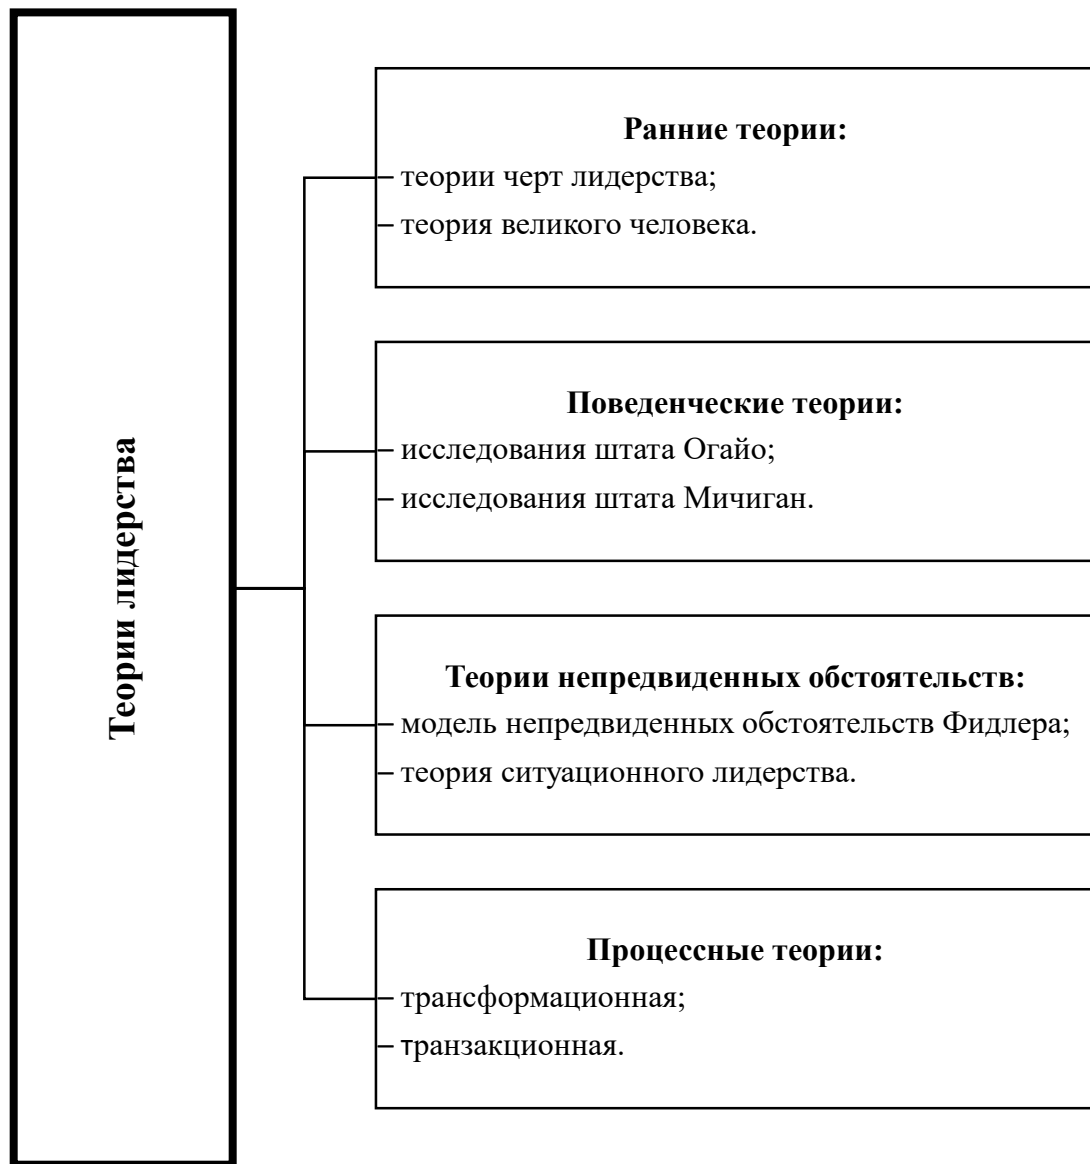 Теории лидерства
Ранние теории:
– теории черт лидерства;
– теория великого человека.
Поведенческие теории:
– исследования штата Огайо;
– исследования штата Мичиган.
Теории непредвиденных обстоятельств:
– модель непредвиденных обстоятельств Фидлера;
– теория ситуационного лидерства.
Процессные теории:
– трансформационная;
– транзакционная.